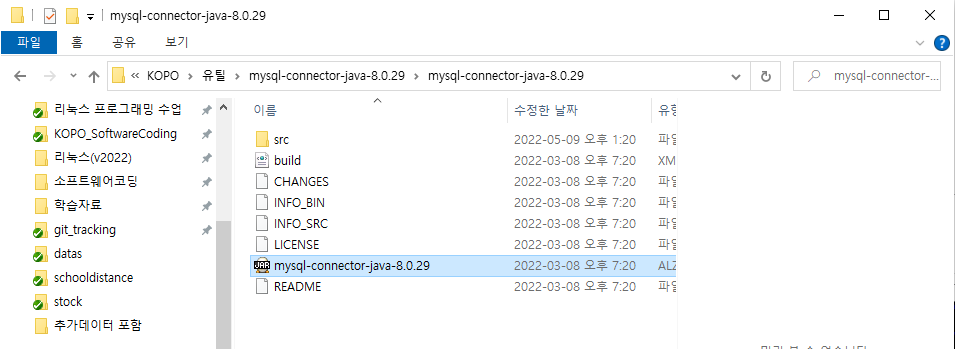 mysql-connector-java-8.0.29
파일 홈 공유 보기
« KOPO › 유틸 › mysql-connector-java-8.0.29 › mysql-connector-java-8.0.29
mysql-connector-...
리눅스 프로그래밍 수업
KOPO_SoftwareCoding
리눅스(v2022)
소프트웨어코딩
학습자료
git_tracking
datas
schooldistance
stock
추가데이터 포함
이름 수정한 날짜 유형
src 2022-05-09 오후 1:20 파일
build 2022-03-08 오후 7:20 XM
CHANGES 2022-03-08 오후 7:20 파일
INFO_BIN 2022-03-08 오후 7:20 파일
INFO_SRC 2022-03-08 오후 7:20 파일
LICENSE 2022-03-08 오후 7:20 파일
JAR mysql-connector-java-8.0.29 2022-03-08 오후 7:20 ALZ
README 2022-03-08 오후 7:20 파일